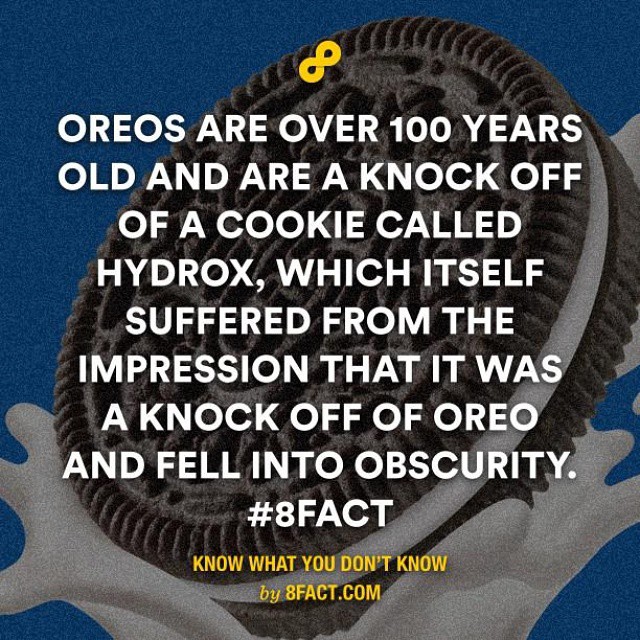 OREOS ARE OVER 100 YEARS
OLD AND ARE A KNOCK OFF
OF A COOKIE CALLED
HYDROX, WHICH ITSELF
SUFFERED FROM THE
IMPRESSION THAT IT WAS
A KNOCK OFF OF OREO
AND FELL INTO OBSCURITY.
#8FACT
KNOW WHAT YOU DON'T KNOW
by 8FACT.COM